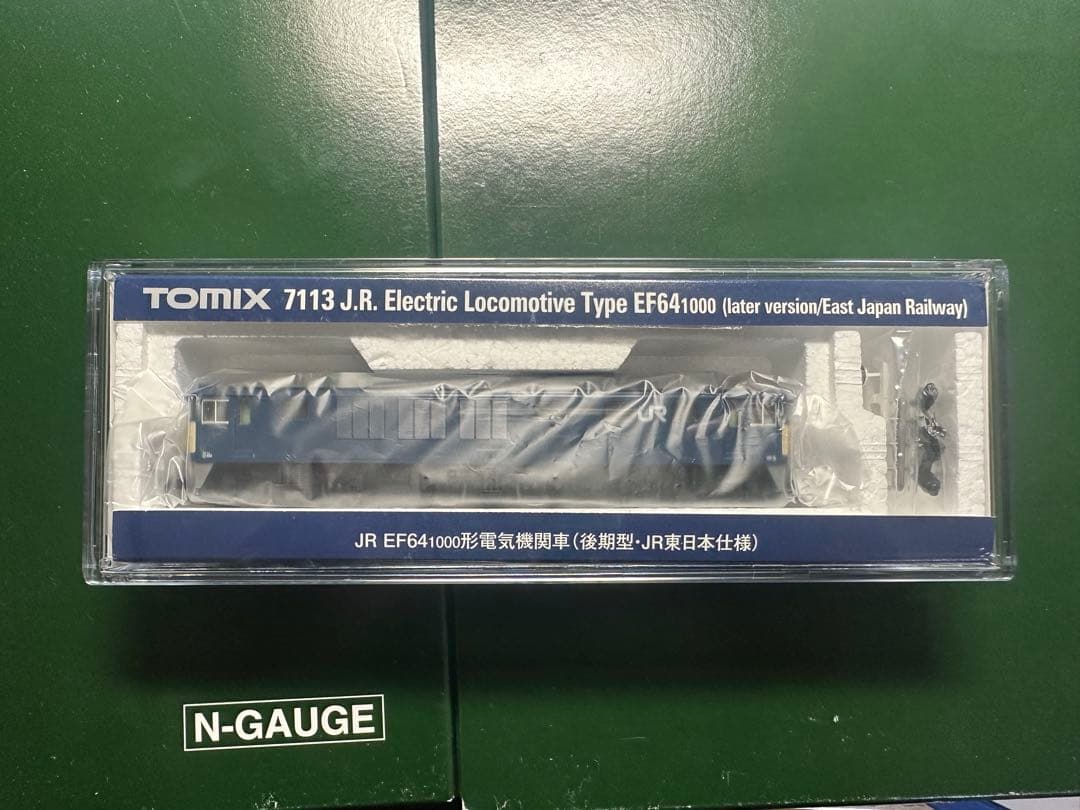 TOMIX 7113 J.R. Electric Locomotive Type EF641000 (later version/East Japan Railway)
JR
JR EF641000形電気機関車(後期型・JR東日本仕様)
N-GAUGE